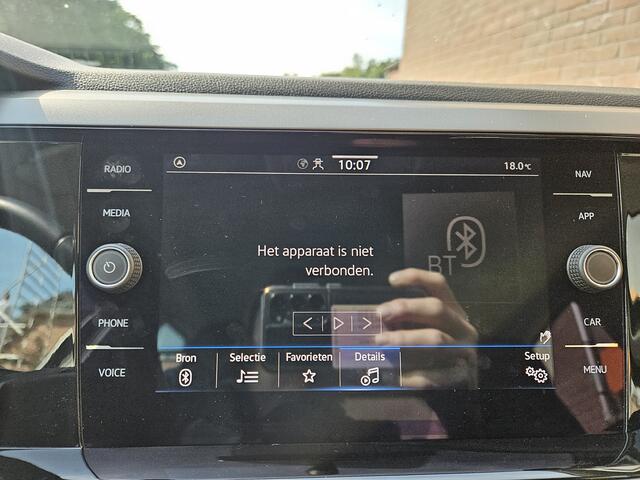 RADIO
MEDIA
PHONE
VOICE
10:07
18.0°C
Het apparaat is niet
verbonden.
BT
Bron
Selectie
Favorieten
Details
Setup
NAV
APP
CAR
MENU